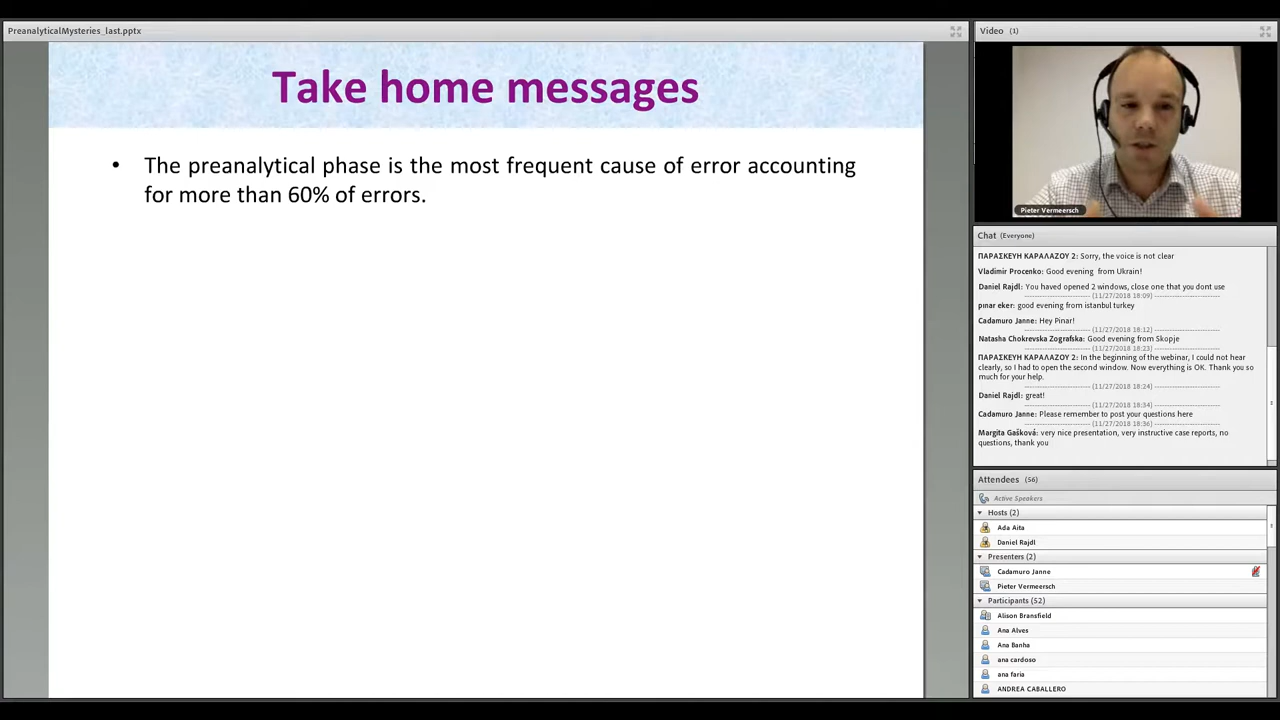 PreanalyticalMysteries_last.pptx
Take home messages
• The preanalytical phase is the most frequent cause of error accounting
for more than 60% of errors.
Video (1)
Pieter Vermeersch
Chat (Everyone)
ΠΑΡΑΣΚΕΥΗ ΚΑΡΑΛΑΖΟΥ 2: Sorry, the voice is not clear
Vladimir Procenko: Good evening from Ukrain!
Daniel Rajdl: You haved opened 2 windows, close one that you dont use
------------------------ (11/27/2018 18:09) ------------------------
pınar eker: good evening from istanbul turkey
Cadamuro Janne: Hey Pinar!
------------------------ (11/27/2018 18:12) ------------------------
Natasha Chokrevska Zografska: Good evening from Skopje
------------------------ (11/27/2018 18:23) ------------------------
ΠΑΡΑΣΚΕΥΗ ΚΑΡΑΛΑΖΟΥ 2: In the beginning of the webinar, I could not hear
clearly, so I had to open the second window. Now everything is OK. Thank you so
much for your help.
------------------------ (11/27/2018 18:24) ------------------------
Daniel Rajdl: great!
------------------------ (11/27/2018 18:34) ------------------------
Cadamuro Janne: Please remember to post your questions here
------------------------ (11/27/2018 18:36) ------------------------
Margita Gašková: very nice presentation, very instructive case reports, no
questions, thank you
Attendees (56)
Active Speakers
Hosts (2)
Ada Aita
Daniel Rajdl
Presenters (2)
Cadamuro Janne
Pieter Vermeersch
Participants (52)
Alison Bransfield
Ana Alves
Ana Banha
ana cardoso
ana faria
ANDREA CABALLERO